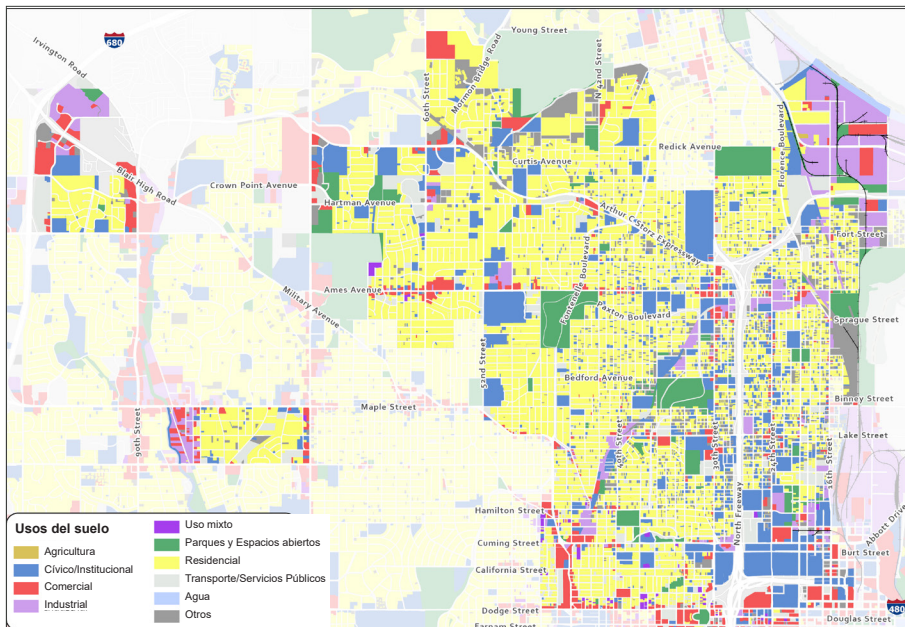 680
Irvington Road
Young Street
Mormon Bridge Road
60th Street
N 42nd Street
Redick Avenue
Florence Boulevard
Curtis Avenue
Blair High Road
Crown Point Avenue
Hartman Avenue
Arthur C Storz Expressway
Fort Street
Fontenelle Boulevard
Ames Avenue
Military Avenue
Paxton Boulevard
Sprague Street
52nd Street
Bedford Avenue
Maple Street
90th Street
Binney Street
40th Street
30th Street
24th Street
16th Street
Lake Street
North Freeway
Abbott Drive
Hamilton Street
Cuming Street
California Street
Burt Street
Dodge Street
Douglas Street
Farnam Street
480
Usos del suelo
Agricultura
Cívico/Institucional
Comercial
Industrial
Uso mixto
Parques y Espacios abiertos
Residencial
Transporte/Servicios Públicos
Agua
Otros